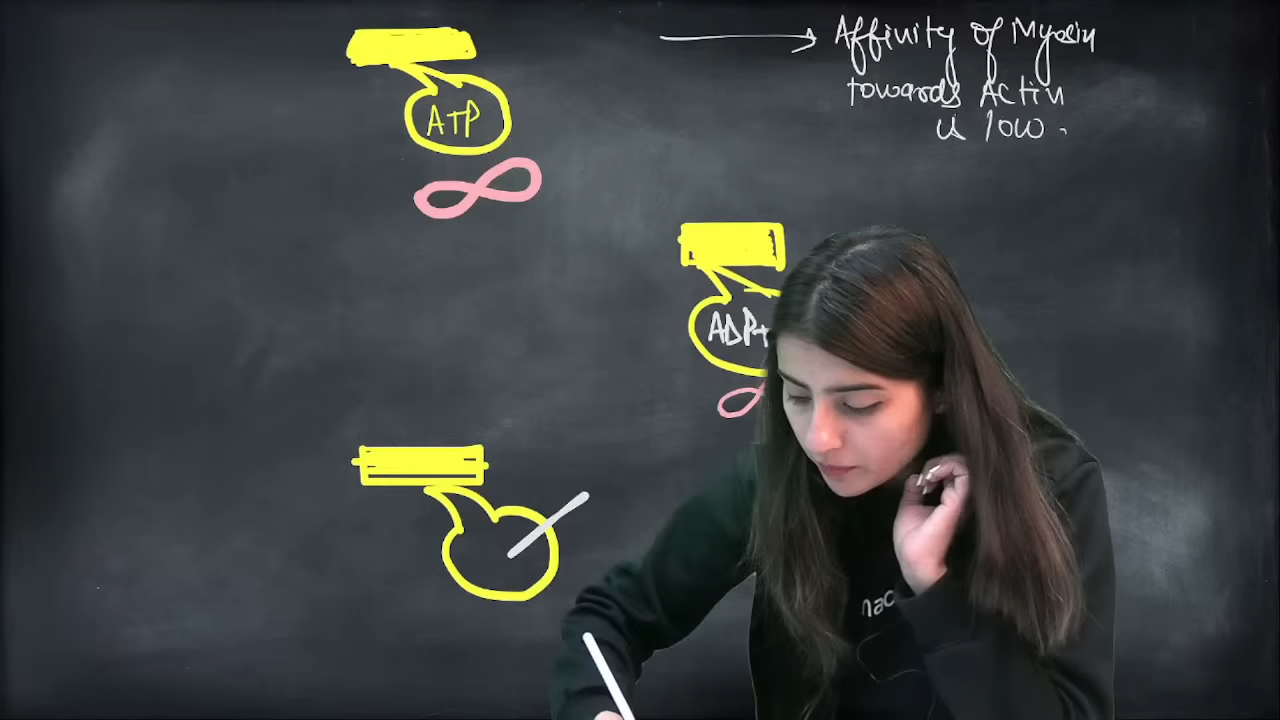 Affinity of Myosin
towards Actin
is low.
ATP
ADP+